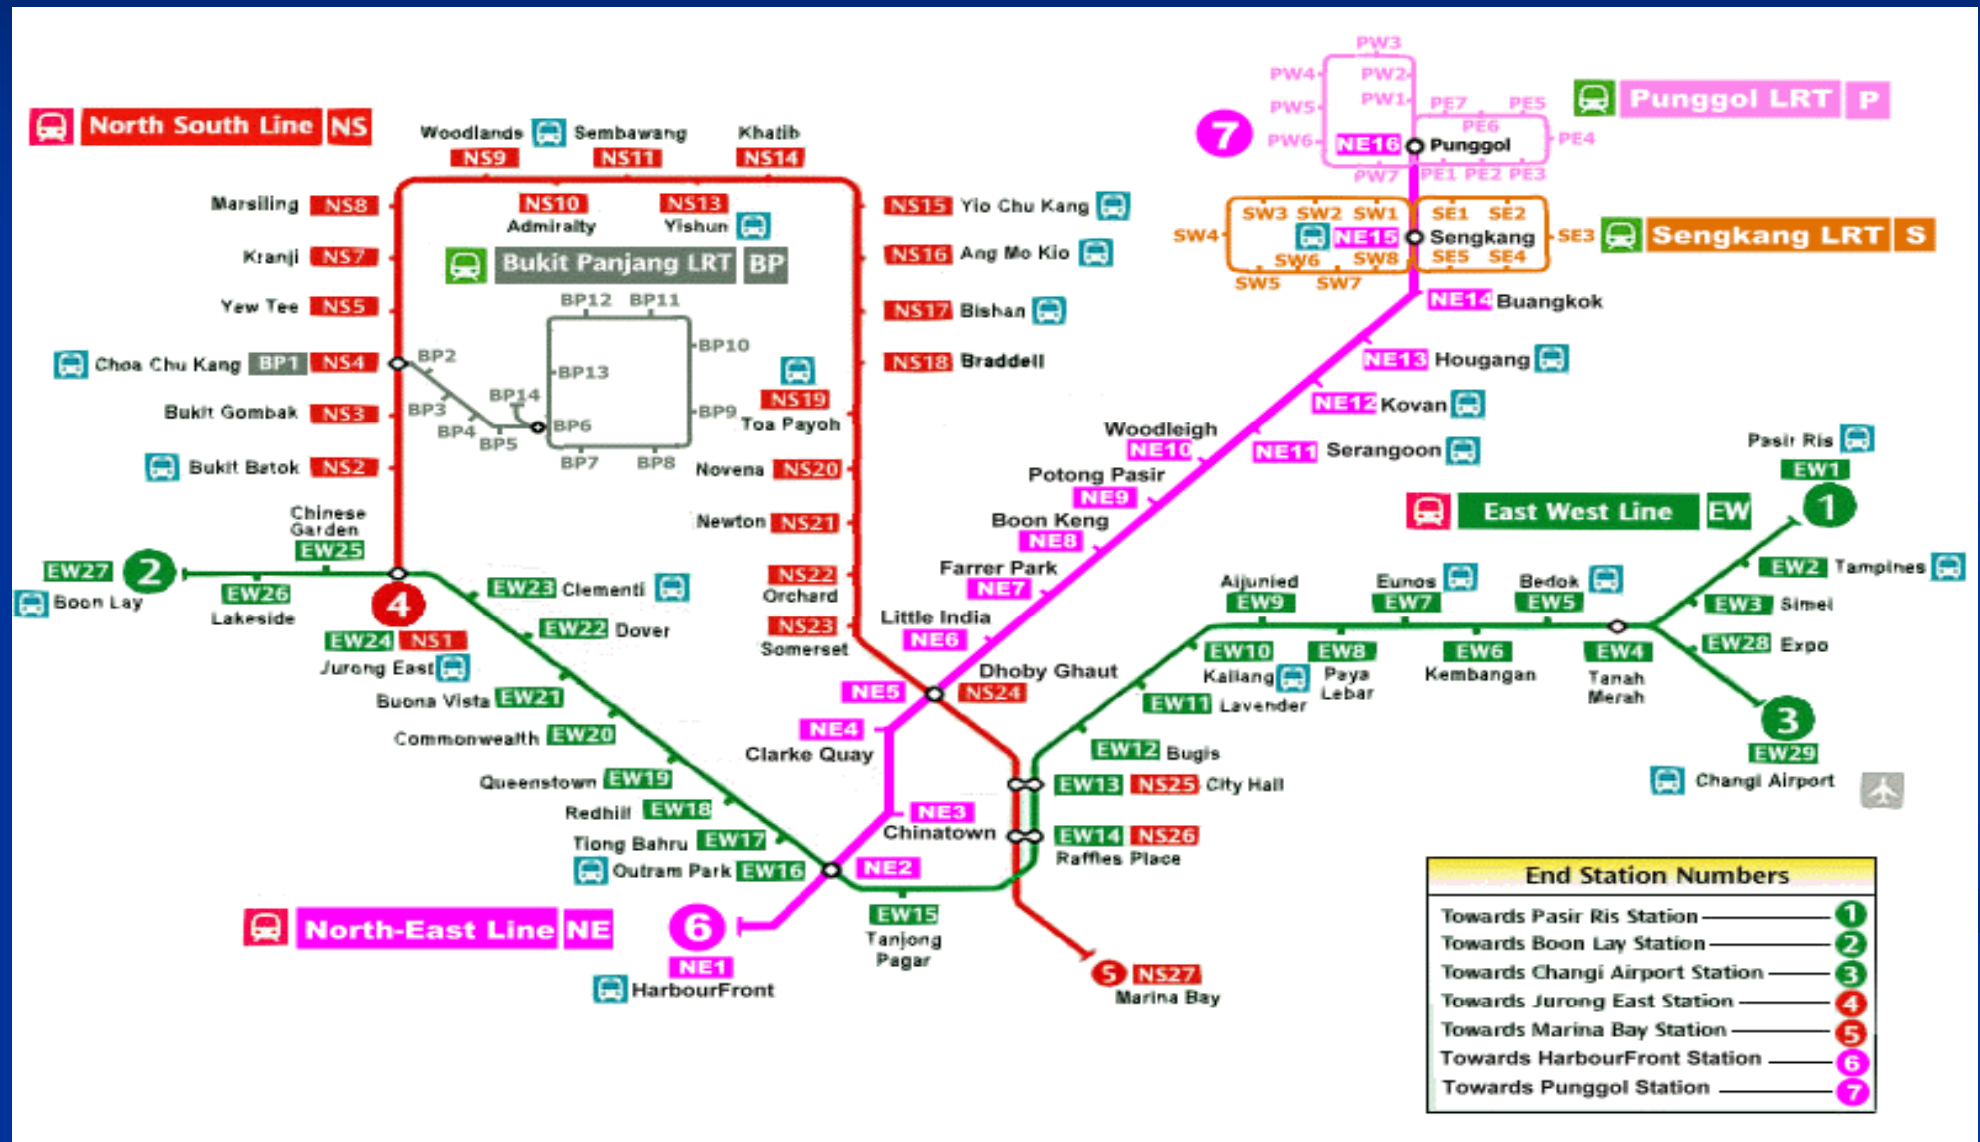 North South Line NS
Woodlands
NS9
Sembawang
NS11
Khatib
NS14
NS10
Admiralty
NS13
Yishun
Marsiling NS8
Kranji NS7
Yew Tee NS5
Choa Chu Kang BP1 NS4
Bukit Gombak NS3
Bukit Batok NS2
Bukit Panjang LRT BP
BP2
BP3
BP4
BP5
BP14
BP6
BP7
BP8
BP9
BP10
BP11
BP12
BP13
NS15 Yio Chu Kang
NS16 Ang Mo Kio
NS17 Bishan
NS18 Braddell
NS19
Toa Payoh
Novena NS20
Newton NS21
NS22
Orchard
NS23
Somerset
Punggol LRT P
PW3
PW4
PW2
PW5
PW1
PW6
PW7
7
NE16 Punggol
PE7
PE5
PE6
PE4
PE1 PE2 PE3
Sengkang LRT S
SW3 SW2 SW1
SE1 SE2
SW4
NE15 Sengkang
SE3
SW6
SW8
SE5 SE4
SW5
SW7
NE14 Buangkok
NE13 Hougang
NE12 Kovan
NE11 Serangoon
Woodleigh
NE10
Potong Pasir
NE9
Boon Keng
NE8
Farrer Park
NE7
Little India
NE6
Dhoby Ghaut
NE5
NS24
NE4
Clarke Quay
NE3
Chinatown
Outram Park EW16
NE2
North-East Line NE
6
NE1
HarbourFront
East West Line EW
Pasir Ris
EW1
1
EW2 Tampines
EW3 Simei
EW28 Expo
3
EW29
Changi Airport
Aljunied
EW9
Eunos
EW7
Bedok
EW5
EW10
Kallang
EW8
Paya
Lebar
EW6
Kembangan
EW4
Tanah
Merah
EW11 Lavender
EW12 Bugis
EW13 NS25 City Hall
EW14 NS26
Raffles Place
EW15
Tanjong
Pagar
5 NS27
Marina Bay
Chinese
Garden
EW25
EW27 2
Boon Lay
EW26
Lakeside
4
EW24 NS1
Jurong East
EW23 Clementi
EW22 Dover
Buona Vista EW21
Commonwealth EW20
Queenstown EW19
Redhill EW18
Tiong Bahru EW17
End Station Numbers
Towards Pasir Ris Station 1
Towards Boon Lay Station 2
Towards Changi Airport Station 3
Towards Jurong East Station 4
Towards Marina Bay Station 5
Towards HarbourFront Station 6
Towards Punggol Station 7